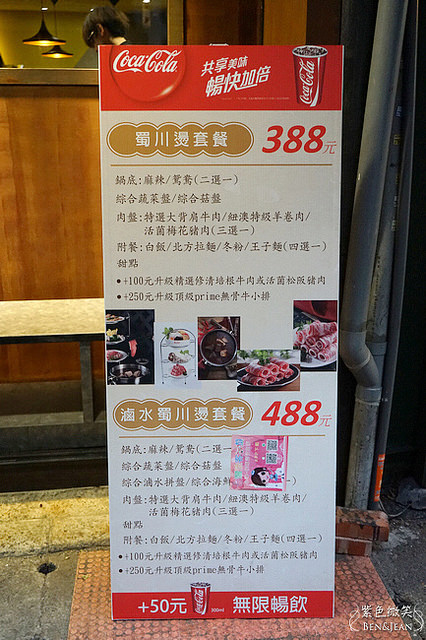 Coca-Cola
共享美味
暢快加倍
Coca-Cola
蜀川燙套餐 388元
鍋底:麻辣/鴛鴦(二選一)
綜合蔬菜盤/綜合菇盤
肉盤:特選大背肩牛肉/紐澳特級羊卷肉/
活菌梅花豬肉(三選一)
附餐:白飯/北方拉麵/冬粉/王子麵(四選一)
甜點
●+100元升級精選修清培根牛肉或活菌松阪豬肉
●+250元升級頂級prime無骨牛小排
滷水蜀川燙套餐 488元
鍋底:麻辣/鴛鴦(二選一
綜合蔬菜盤/綜合菇盤
綜合滷水拼盤/綜合海鮮 )
肉盤:特選大背肩牛肉/紐澳特級羊卷肉/
活菌梅花豬肉(三選一)
甜點
附餐:白飯/北方拉麵/冬粉/王子麵(四選一)
●+100元升級精選修清培根牛肉或活菌松阪豬肉
●+250元升級頂級prime無骨牛小排
+50元 300ml 無限暢飲
紫色微笑
BEN&JEAN